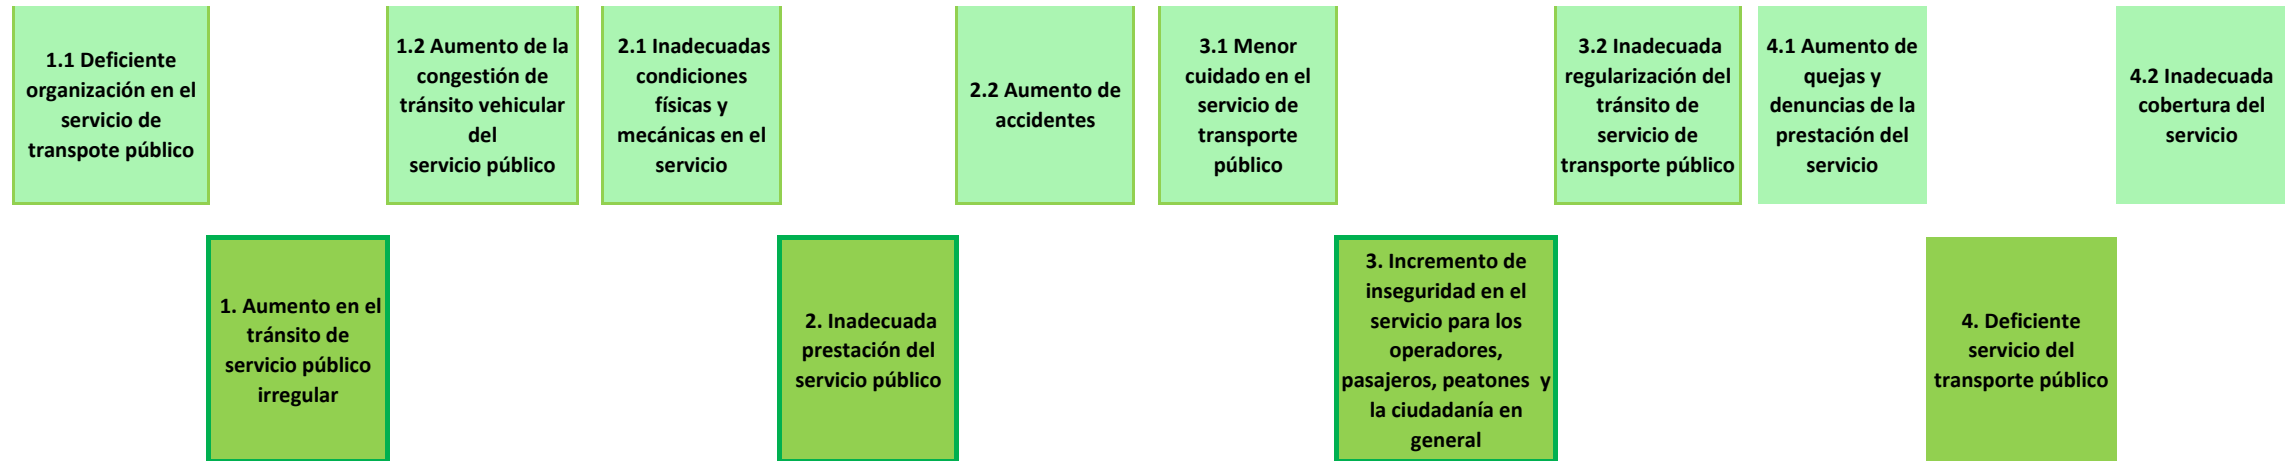 1.1 Deficiente
organización en el
servicio de
transpote público
1.2 Aumento de la
congestión de
tránsito vehicular
del
servicio público
2.1 Inadecuadas
condiciones
físicas y
mecánicas en el
servicio
2.2 Aumento de
accidentes
3.1 Menor
cuidado en el
servicio de
transporte
público
3.2 Inadecuada
regularización del
tránsito de
servicio de
transporte público
4.1 Aumento de
quejas y
denuncias de la
prestación del
servicio
4.2 Inadecuada
cobertura del
servicio
1. Aumento en el
tránsito de
servicio público
irregular
2. Inadecuada
prestación del
servicio público
3. Incremento de
inseguridad en el
servicio para los
operadores,
pasajeros, peatones  y
la ciudadanía en
general
4. Deficiente
servicio del
transporte público